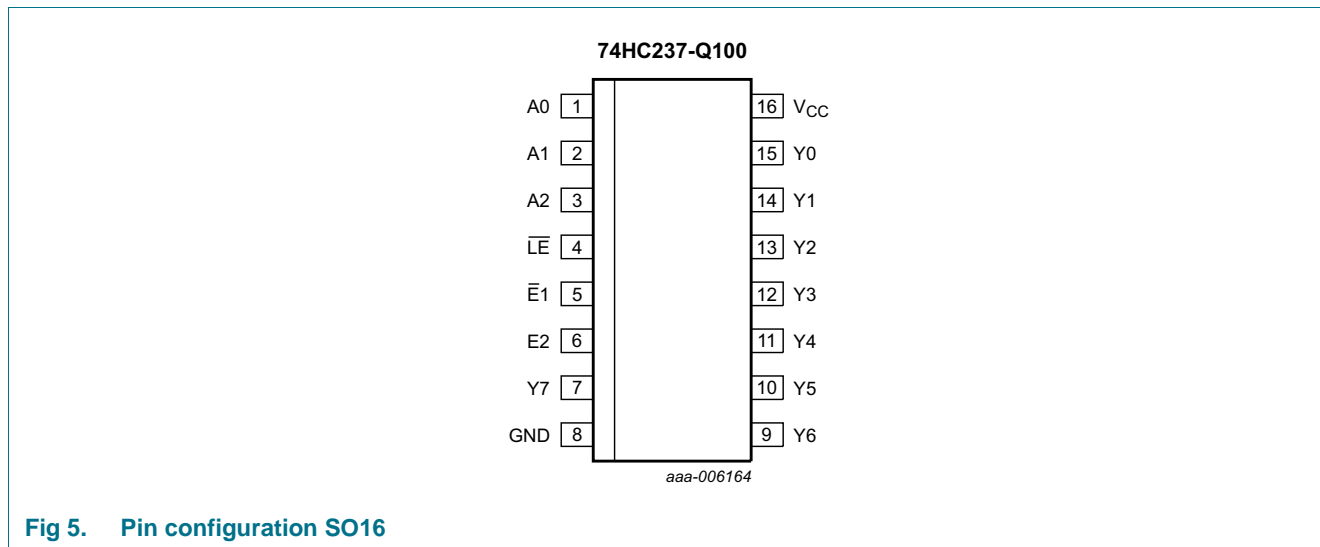 74HC237-Q100
A0 1 16 VCC
A1 2 15 Y0
A2 3 14 Y1
L̅E̅ 4 13 Y2
E̅1 5 12 Y3
E2 6 11 Y4
Y7 7 10 Y5
GND 8 9 Y6
aaa-006164
Fig 5. Pin configuration SO16